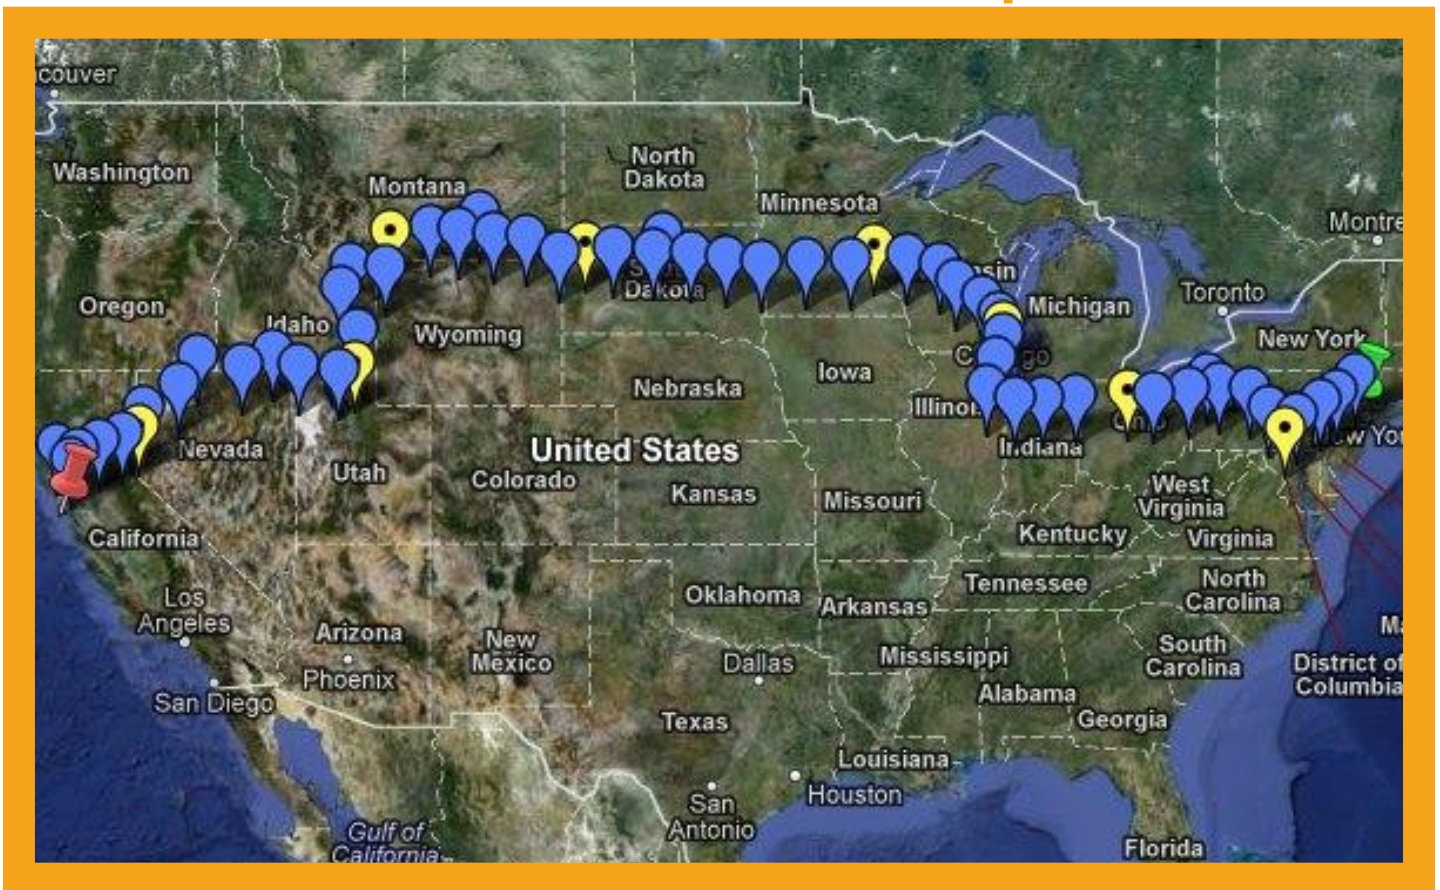 couver
Washington
Montana
North
Dakota
Minnesota
Montre
Oregon
Idaho
Wyoming
Dakota
sin
Michigan
Toronto
New York
Nebraska
Iowa
Illinoi
Indiana
Nevada
Utah
United States
Colorado
Kansas
Missouri
West
Virginia
Kentucky
Virginia
California
Los
Angeles
Arizona
Phoenix
New
Mexico
Oklahoma
Arkansas
Tennessee
North
Carolina
San Diego
Dallas
Mississippi
South
Carolina
District of
Columbia
Texas
Alabama
Georgia
Louisiana
Houston
San
Antonio
Gulf of
California
Florida